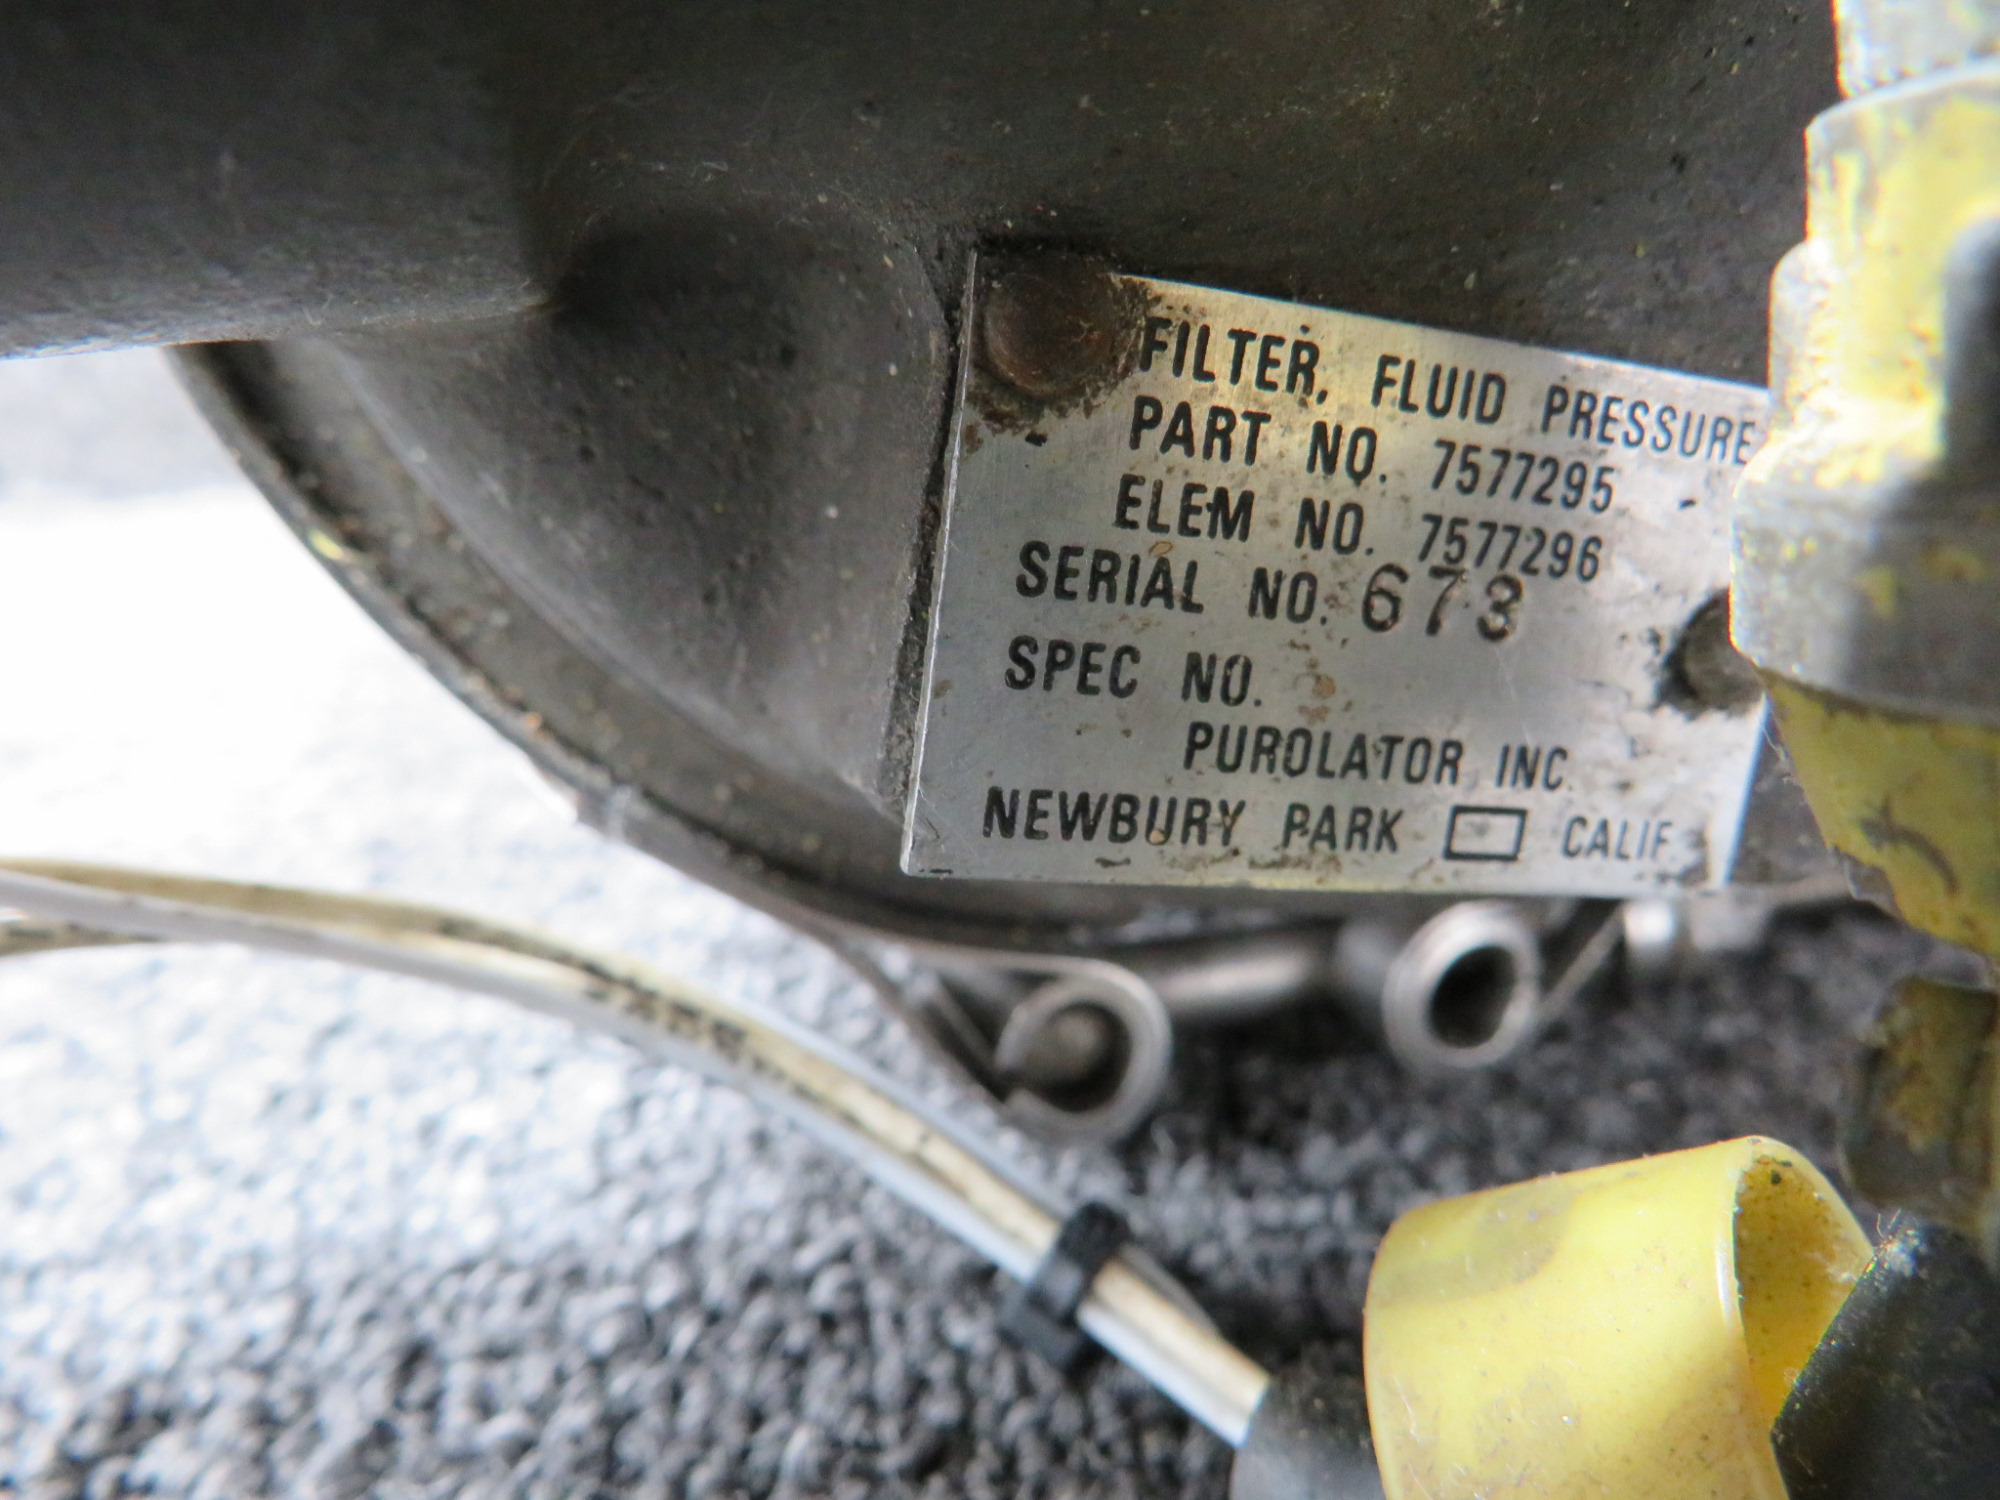 FILTER, FLUID PRESSURE
PART NO. 7577295
ELEM NO. 7577296
SERIAL NO. 673
SPEC NO.
PUROLATOR INC.
NEWBURY PARK CALIF.